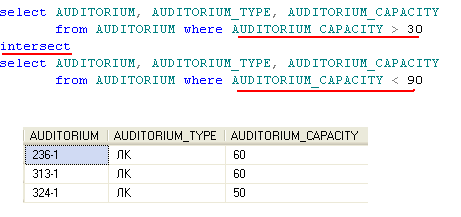 select AUDITORIUM, AUDITORIUM_TYPE, AUDITORIUM_CAPACITY
from AUDITORIUM where AUDITORIUM_CAPACITY > 30
intersect
select AUDITORIUM, AUDITORIUM_TYPE, AUDITORIUM_CAPACITY
from AUDITORIUM where AUDITORIUM_CAPACITY < 90
AUDITORIUM AUDITORIUM_TYPE AUDITORIUM_CAPACITY
236-1 ЛК 60
313-1 ЛК 60
324-1 ЛК 50